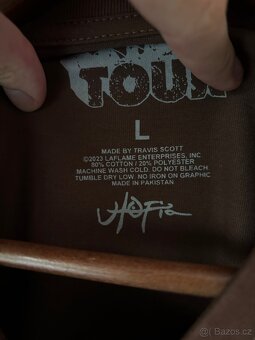 TOUR
L
MADE BY TRAVIS SCOTT
©2023 LAFLAME ENTERPRISES, INC
80% COTTON / 20% POLYESTER
MACHINE WASH COLD. DO NOT BLEACH
TUMBLE DRY LOW. NO IRON ON GRAPHIC
MADE IN PAKISTAN
UTOPIA
Bazos.cz